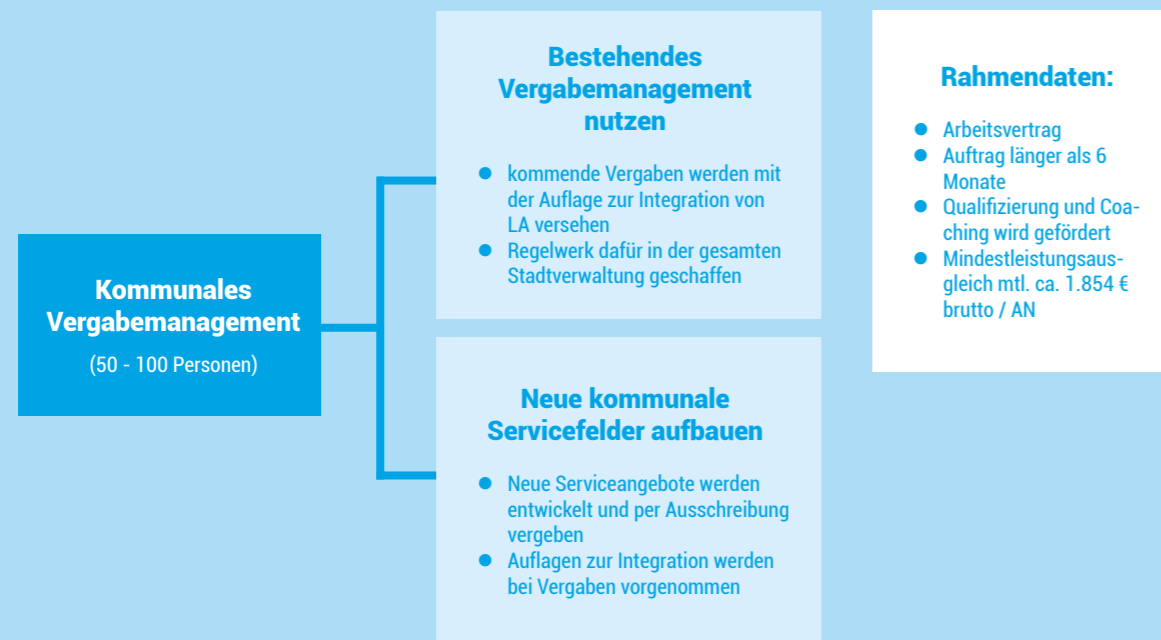 Kommunales
Vergabemanagement
(50 - 100 Personen)
Bestehendes
Vergabemanagement
nutzen
● kommende Vergaben werden mit
der Auflage zur Integration von
LA versehen
● Regelwerk dafür in der gesamten
Stadtverwaltung geschaffen
Neue kommunale
Servicefelder aufbauen
● Neue Serviceangebote werden
entwickelt und per Ausschreibung
vergeben
● Auflagen zur Integration werden
bei Vergaben vorgenommen
Rahmendaten:
● Arbeitsvertrag
● Auftrag länger als 6
Monate
● Qualifizierung und Coa-
ching wird gefördert
● Mindestleistungsaus-
gleich mtl. ca. 1.854 €
brutto / AN